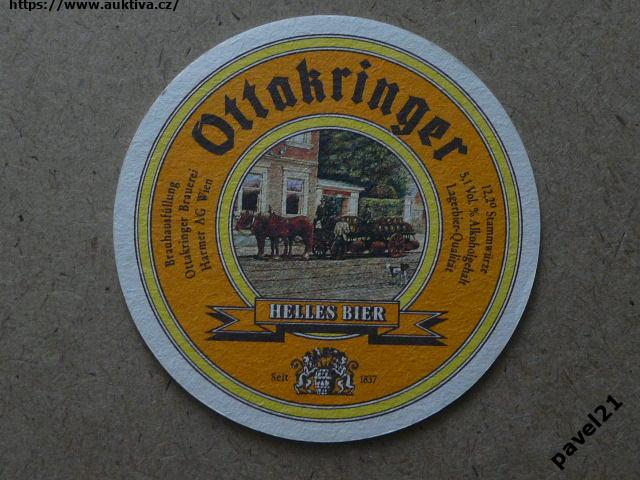 https://www.auktiva.cz/
Ottakringer
Brauhausfüllung
Ottakringer Brauerei
Harmer AG Wien
12,2° Stammwürze
5,1 Vol. % Alkoholgehalt
Lagerbier-Qualität
HELLES BIER
Seit 1837
pavel21